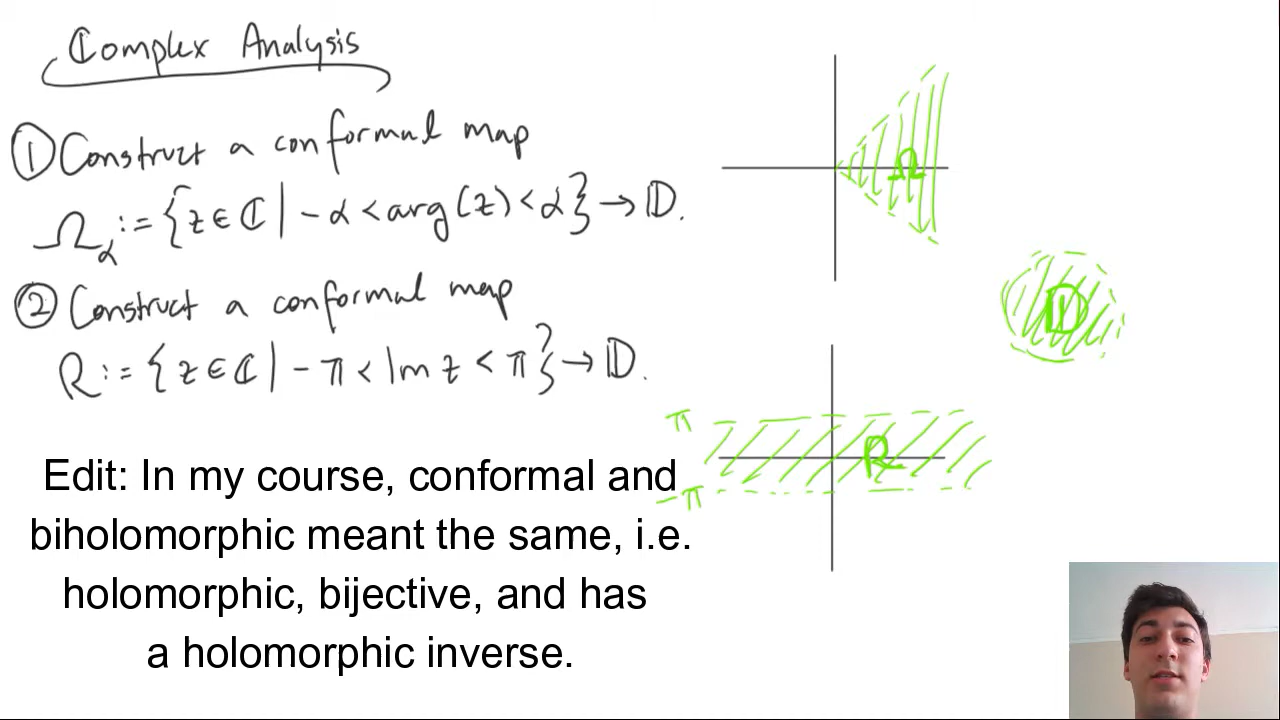 Complex Analysis
① Construct a conformal map
Ω_α := {z ∈ ℂ | -α < arg(z) < α} → 𝔻.
② Construct a conformal map
R := {z ∈ ℂ | -π < Im z < π} → 𝔻.
Edit: In my course, conformal and
biholomorphic meant the same, i.e.
holomorphic, bijective, and has
a holomorphic inverse.
Ω
𝔻
π
R
-π